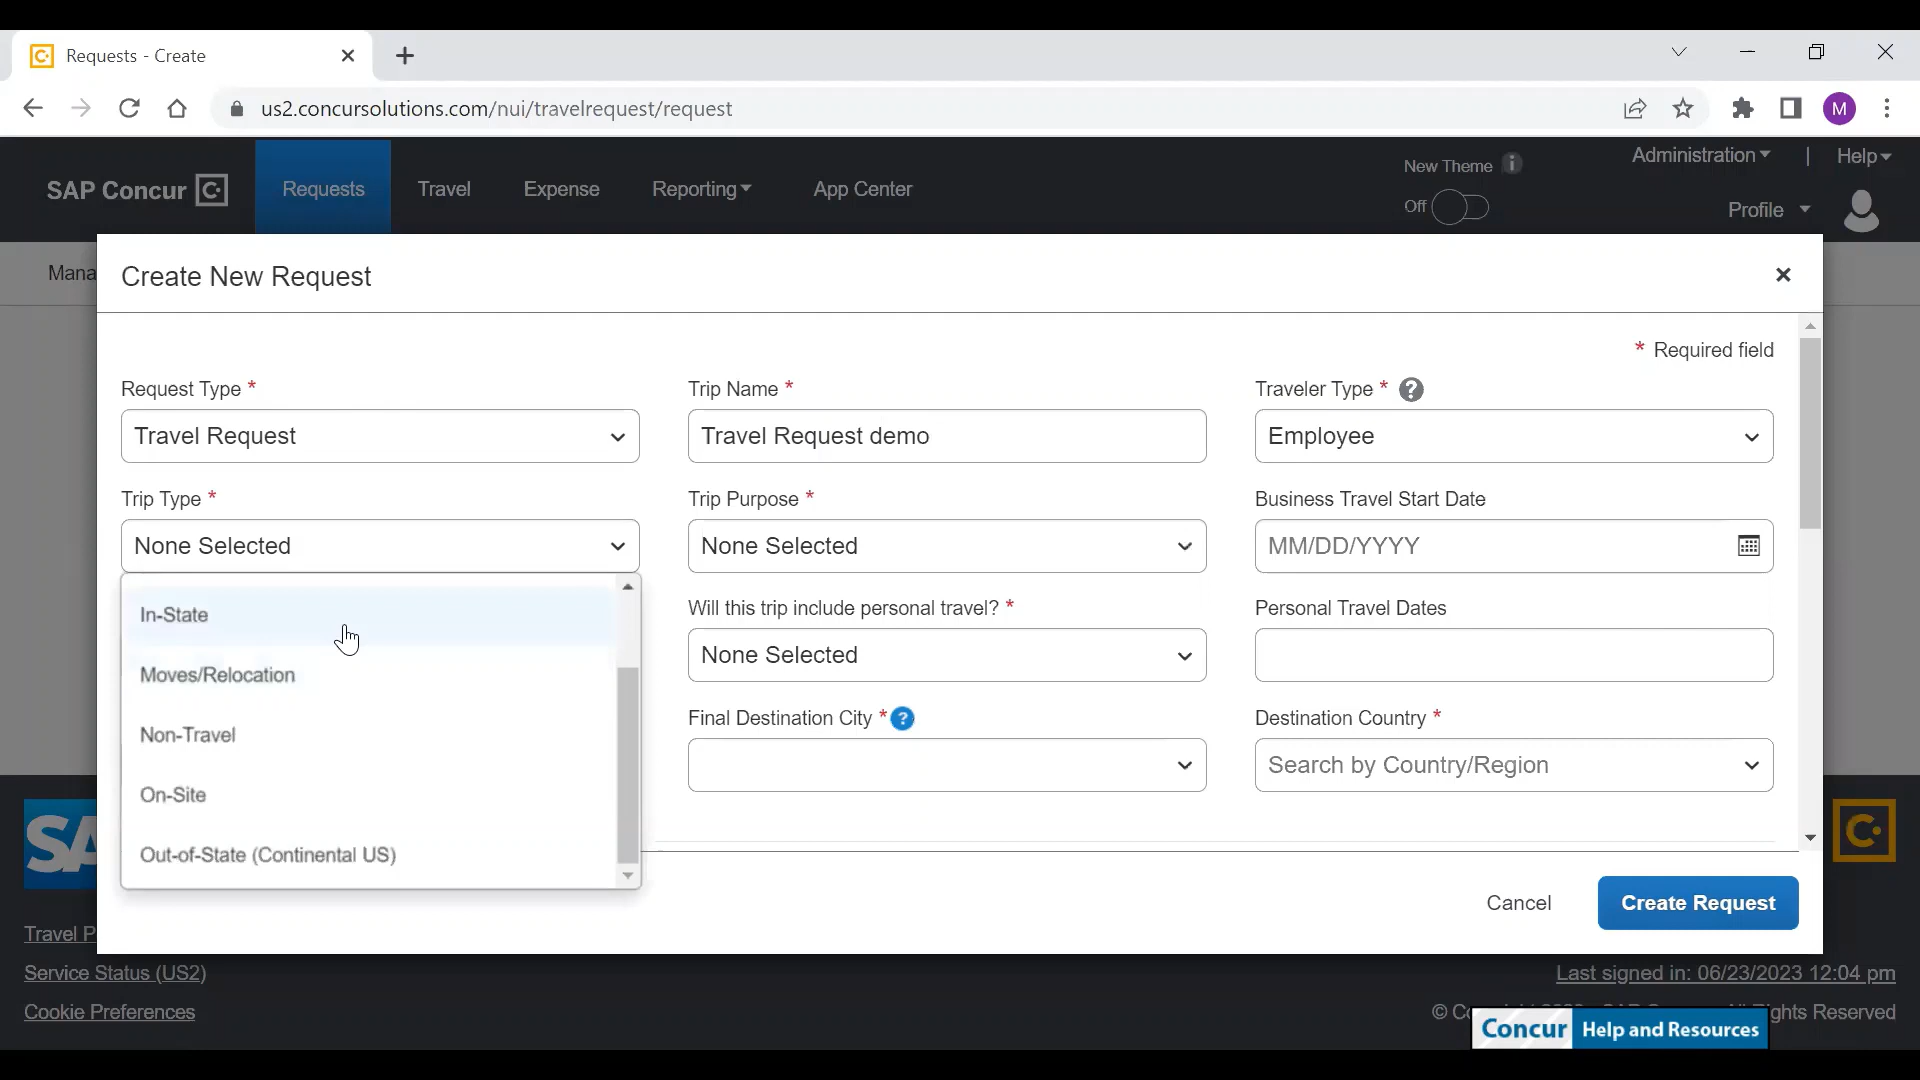 Requests - Create
us2.concursolutions.com/nui/travelrequest/request
M
SAP Concur C
Requests
Travel
Expense
Reporting
App Center
New Theme i
Off
Administration | Help
Profile
Mana
Create New Request
* Required field
Request Type *
Trip Name *
Traveler Type * ?
Travel Request
Travel Request demo
Employee
Trip Type *
Trip Purpose *
Business Travel Start Date
None Selected
None Selected
MM/DD/YYYY
In-State
Moves/Relocation
Non-Travel
On-Site
Out-of-State (Continental US)
Will this trip include personal travel? *
Personal Travel Dates
None Selected
Final Destination City * ?
Destination Country *
Search by Country/Region
Cancel
Create Request
SA
C
Travel P
Service Status (US2)
Cookie Preferences
Last signed in: 06/23/2023 12:04 pm
© Co
ghts Reserved
Concur Help and Resources